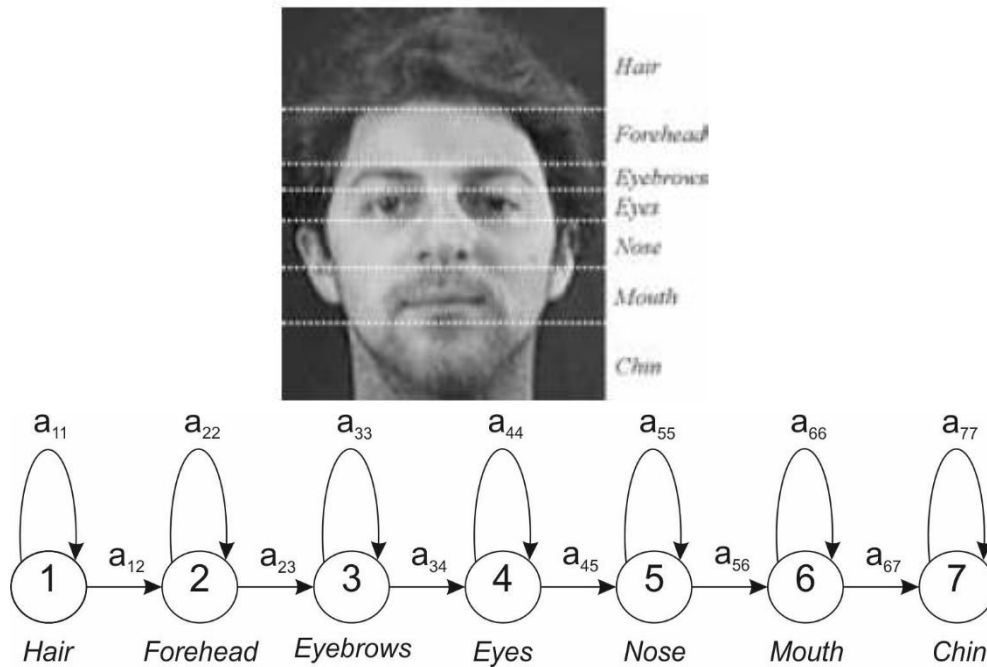 Hair
Forehead
Eyebrows
Eyes
Nose
Mouth
Chin
a₁₁ a₂₂ a₃₃ a₄₄ a₅₅ a₆₆ a₇₇
1 a₁₂ 2 a₂₃ 3 a₃₄ 4 a₄₅ 5 a₅₆ 6 a₆₇ 7
Hair Forehead Eyebrows Eyes Nose Mouth Chin